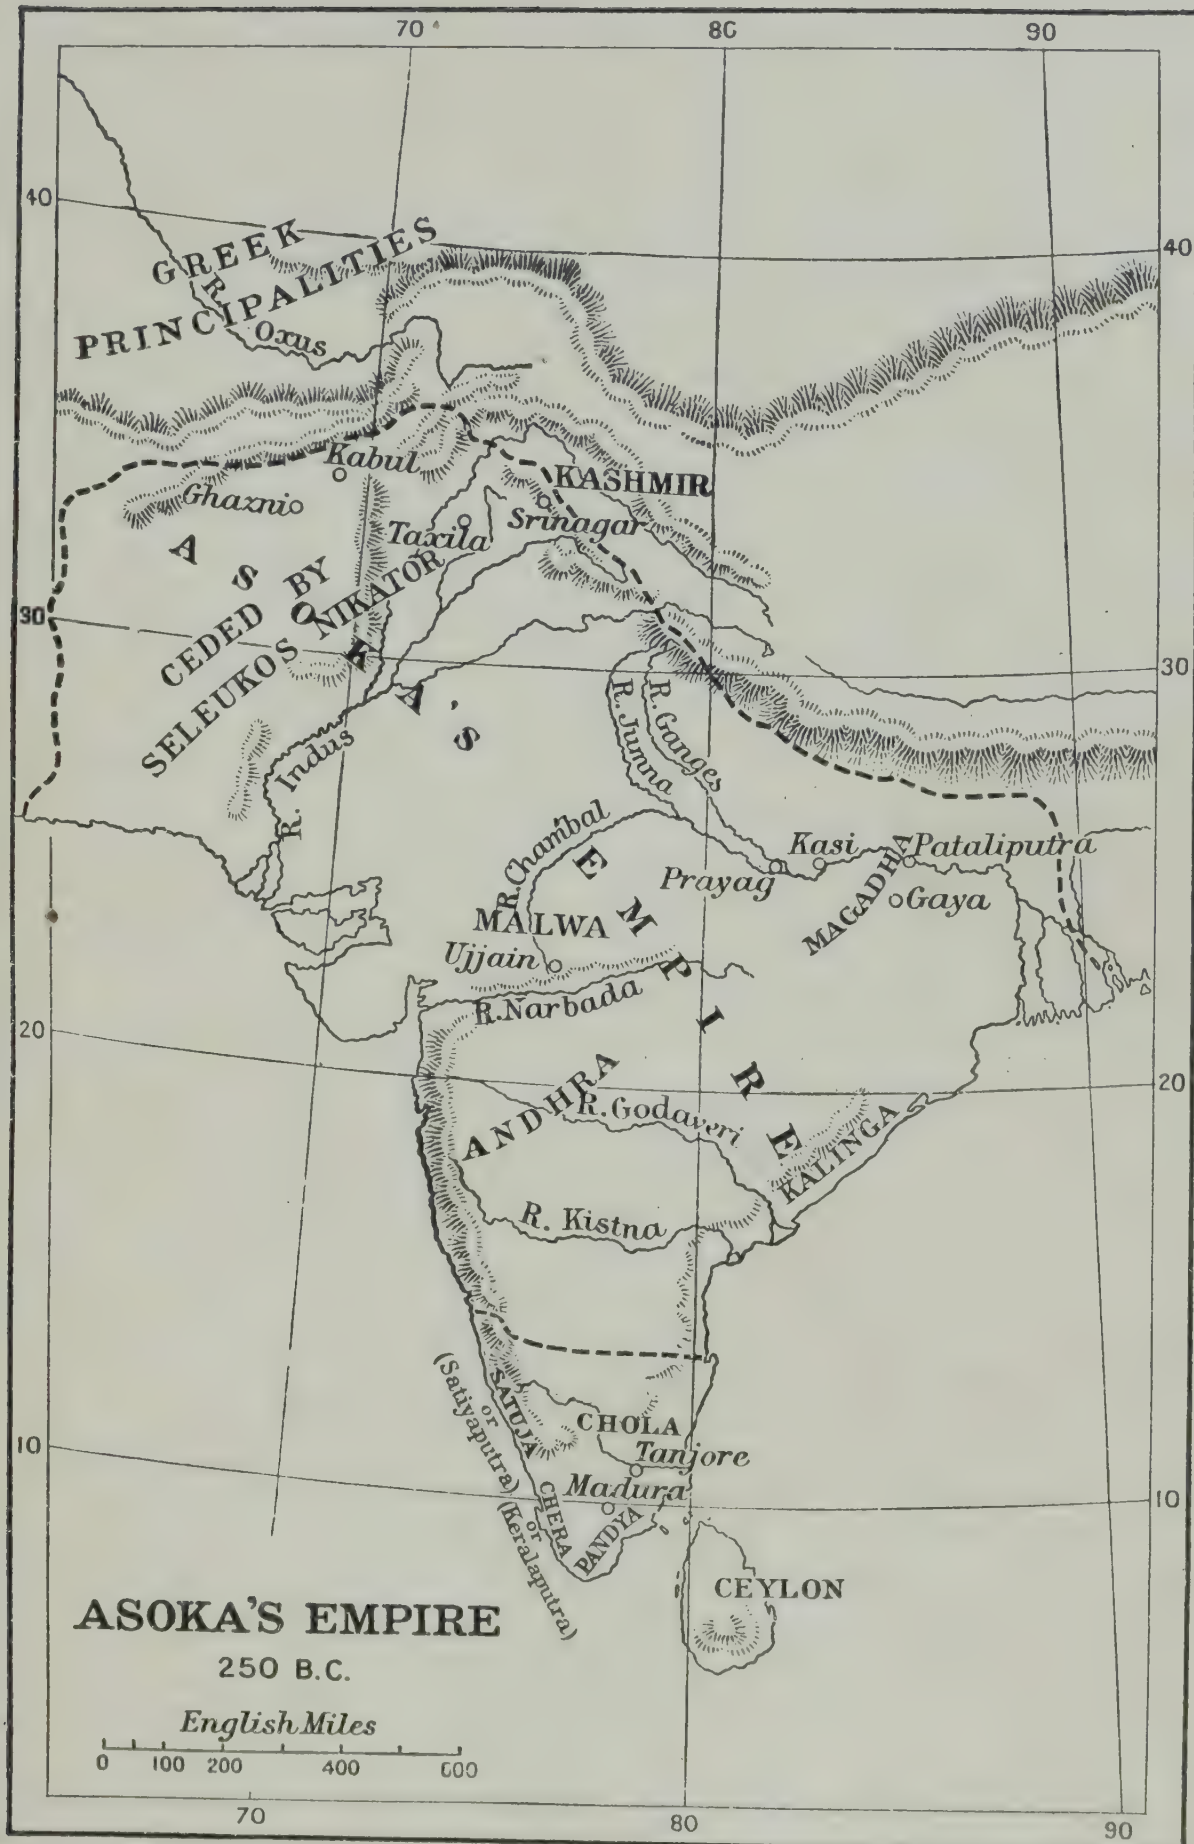 70 80 90
40
40
GREEK
PRINCIPALITIES
R.
Oxus
Kabul
Ghazni
KASHMIR
Srinagar
Taxila
ASOKA'S
CEDED BY
SELEUKOS NIKATOR
30
30
R. Indus
R. Jumna
R. Ganges
R. Chambal
EMPIRE
Kasi
Pataliputra
Prayag
MAGADHA
Gaya
MALWA
Ujjain
R. Narbada
20
20
ANDHRA
R. Godaveri
KALINGA
R. Kistna
SATUJA
or
(Satiyaputra)
CHOLA
Tanjore
10
10
Madura
CHERA
or
(Keralaputra)
PANDYA
CEYLON
ASOKA'S EMPIRE
250 B.C.
English Miles
0 100 200 400 600
70 80 90